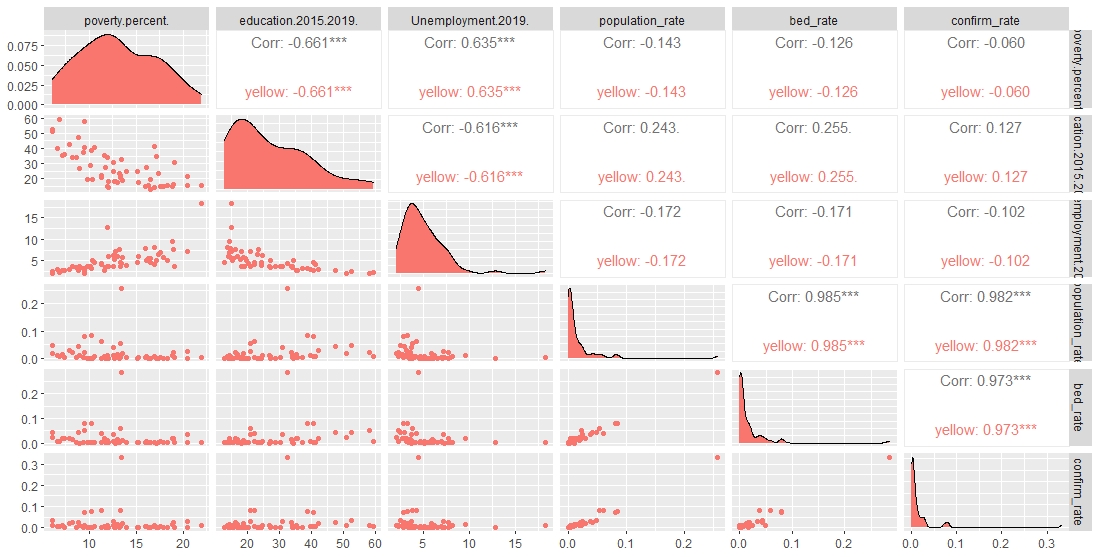 poverty.percent. education.2015.2019. Unemployment.2019. population_rate bed_rate confirm_rate
0.075
0.050
0.025
0.000
Corr: -0.661*** Corr: 0.635*** Corr: -0.143 Corr: -0.126 Corr: -0.060
yellow: -0.661*** yellow: 0.635*** yellow: -0.143 yellow: -0.126 yellow: -0.060
poverty.percent
60
50
40
30
20
Corr: -0.616*** Corr: 0.243. Corr: 0.255. Corr: 0.127
yellow: -0.616*** yellow: 0.243. yellow: 0.255. yellow: 0.127
cation.2015.20
15
10
5
Corr: -0.172 Corr: -0.171 Corr: -0.102
yellow: -0.172 yellow: -0.171 yellow: -0.102
employment.20
0.2
0.1
0.0
Corr: 0.985*** Corr: 0.982***
yellow: 0.985*** yellow: 0.982***
population_rate
0.2
0.1
0.0
Corr: 0.973***
yellow: 0.973***
bed_rate
0.3
0.2
0.1
0.0
confirm_rate
10 15 20 20 30 40 50 60 5 10 15 0.0 0.1 0.2 0.0 0.1 0.2 0.0 0.1 0.2 0.3